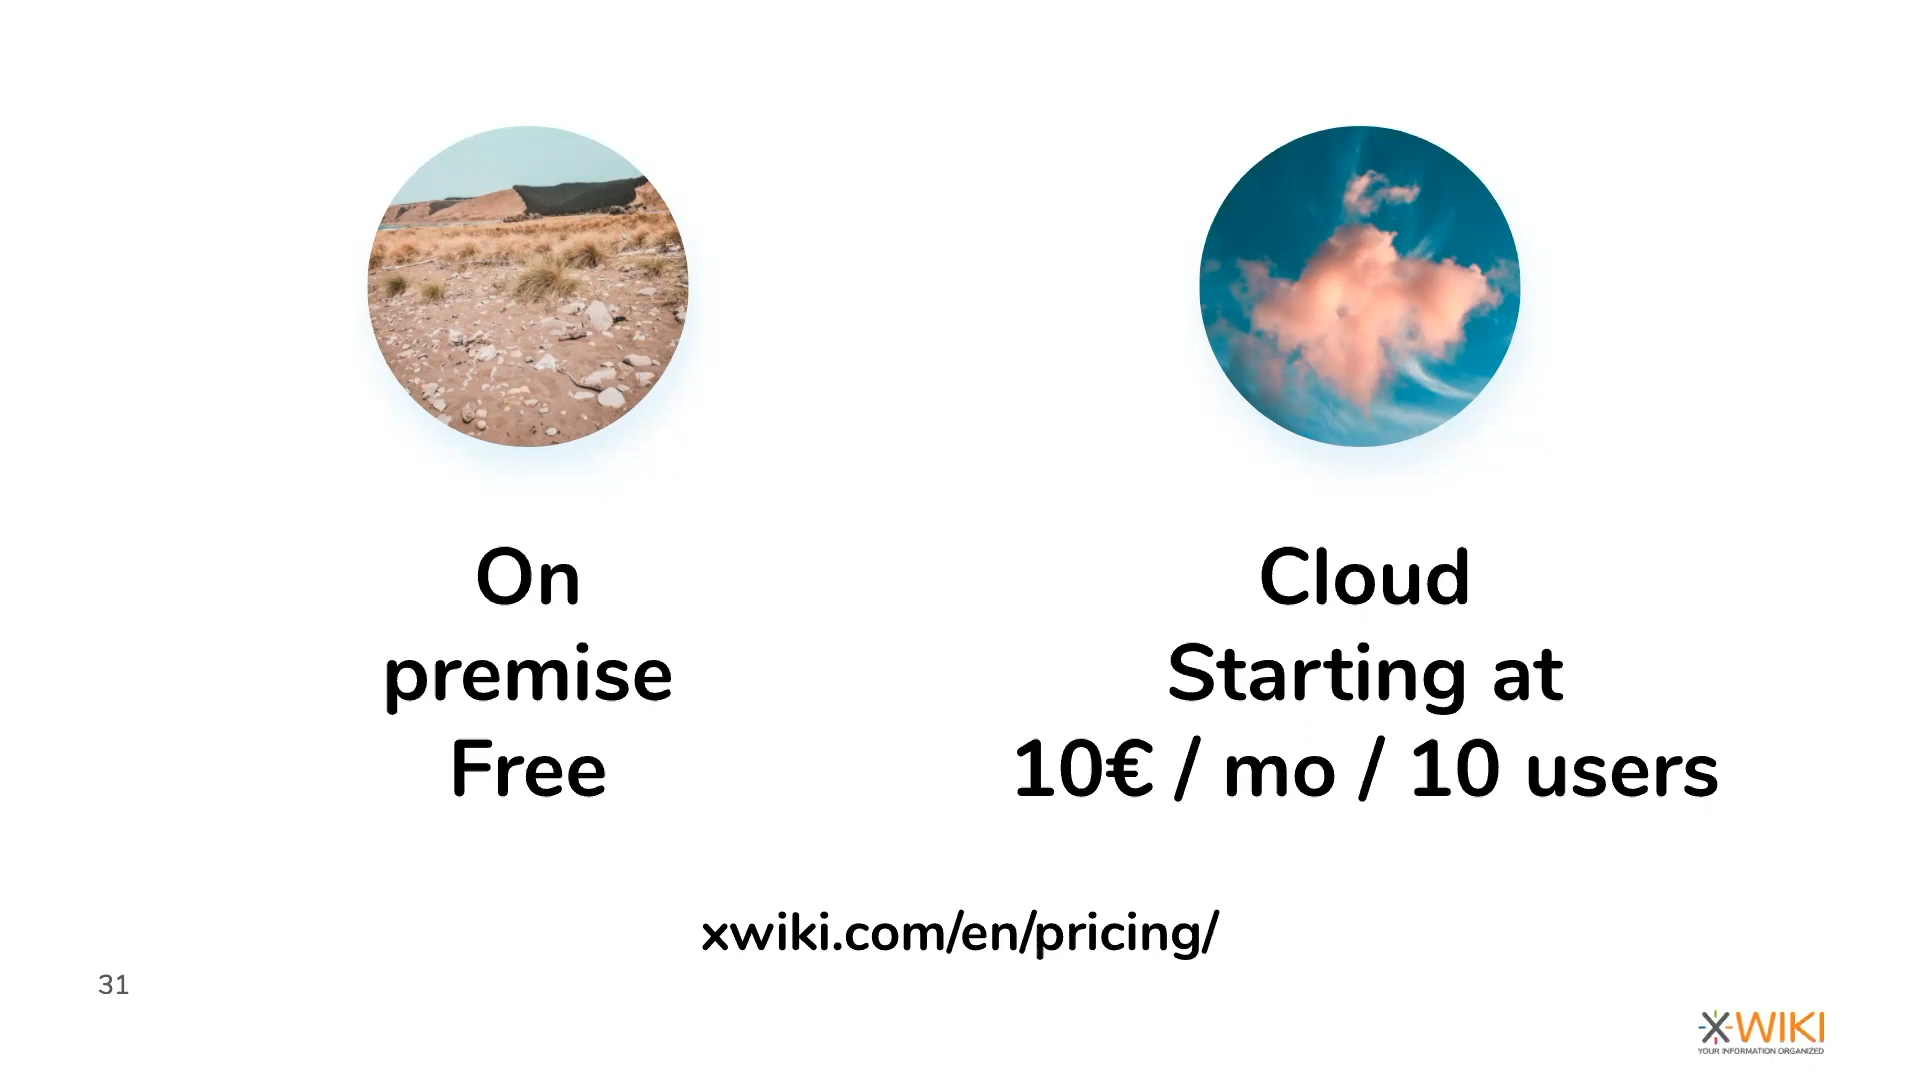 On
premise
Free
Cloud
Starting at
10€ / mo / 10 users
xwiki.com/en/pricing/
31
XWIKI
YOUR INFORMATION ORGANIZED